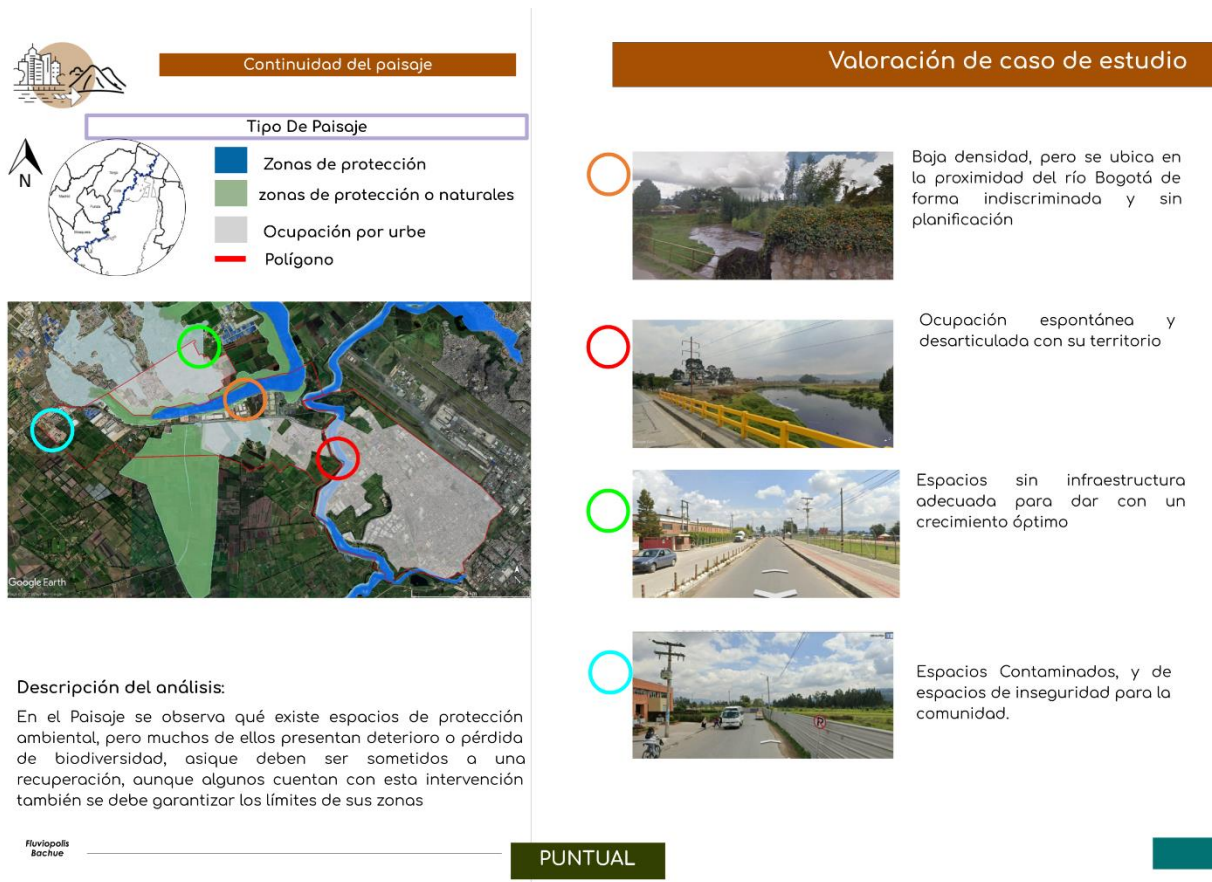 Continuidad del paisaje
Tipo De Paisaje
N
Zonas de protección
zonas de protección o naturales
Ocupación por urbe
Polígono
Google Earth
Descripción del análisis:
En el Paisaje se observa qué existe espacios de protección
ambiental, pero muchos de ellos presentan deterioro o pérdida
de biodiversidad, asique deben ser sometidos a una
recuperación, aunque algunos cuentan con esta intervención
también se debe garantizar los límites de sus zonas
Fluviopolis
Bachue
PUNTUAL
Valoración de caso de estudio
Baja densidad, pero se ubica en
la proximidad del río Bogotá de
forma indiscriminada y sin
planificación
Ocupación espontánea y
desarticulada con su territorio
Espacios sin infraestructura
adecuada para dar con un
crecimiento óptimo
Espacios Contaminados, y de
espacios de inseguridad para la
comunidad.